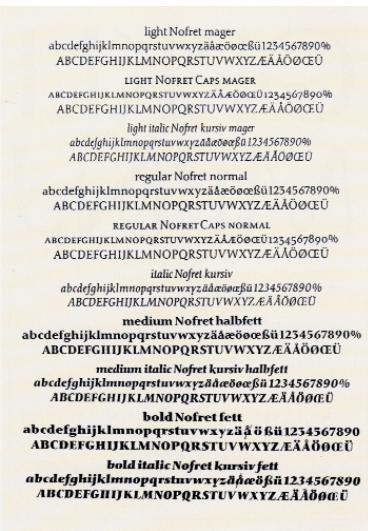 light Nofret mager
abcdefghijklmnopqrstuvwxyzäåæöøœßü1234567890%
ABCDEFGHIJKLMNOPQRSTUVWXYZÆÄÅÖØŒÜ
LIGHT NOFRET CAPS MAGER
ABCDEFGHIJKLMNOPQRSTUVWXYZÄÅÆÖØŒÜ1234567890%
ABCDEFGHIJKLMNOPQRSTUVWXYZÆÄÅÖØŒÜ
light italic Nofret kursiv mager
abcdefghijklmnopqrstuvwxyzäåæöøœßü1234567890%
ABCDEFGHIJKLMNOPQRSTUVWXYZÆÄÅÖØŒÜ
regular Nofret normal
abcdefghijklmnopqrstuvwxyzäåæöøœßü1234567890%
ABCDEFGHIJKLMNOPQRSTUVWXYZÆÄÅÖØŒÜ
REGULAR NOFRET CAPS NORMAL
ABCDEFGHIJKLMNOPQRSTUVWXYZÄÅÆÖØŒÜ1234567890%
ABCDEFGHIJKLMNOPQRSTUVWXYZÆÄÅÖØŒÜ
italic Nofret kursiv
abcdefghijklmnopqrstuvwxyzäåæöøœßü1234567890%
ABCDEFGHIJKLMNOPQRSTUVWXYZÆÄÅÖØŒÜ
medium Nofret halbfett
abcdefghijklmnopqrstuvwxyzäåæöøœßü1234567890%
ABCDEFGHIJKLMNOPQRSTUVWXYZÆÄÅÖØŒÜ
medium italic Nofret kursiv halbfett
abcdefghijklmnopqrstuvwxyzäåæöøœßü1234567890%
ABCDEFGHIJKLMNOPQRSTUVWXYZÆÄÅÖØŒÜ
bold Nofret fett
ABCDEFGHIJKLMNOPQRSTUVWXYZÆÄÅÖØŒÜ
bold italic Nofret kursiv fett
ABCDEFGHIJKLMNOPQRSTUVWXYZÆÄÅÖØŒÜ